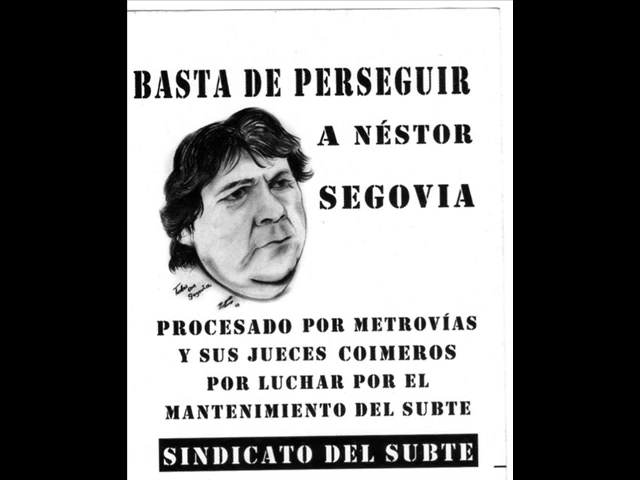 BASTA DE PERSEGUIR
A NÉSTOR
SEGOVIA
PROCESADO POR METROVÍAS
Y SUS JUECES COIMEROS
POR LUCHAR POR EL
MANTENIMIENTO DEL SUBTE
SINDICATO DEL SUBTE